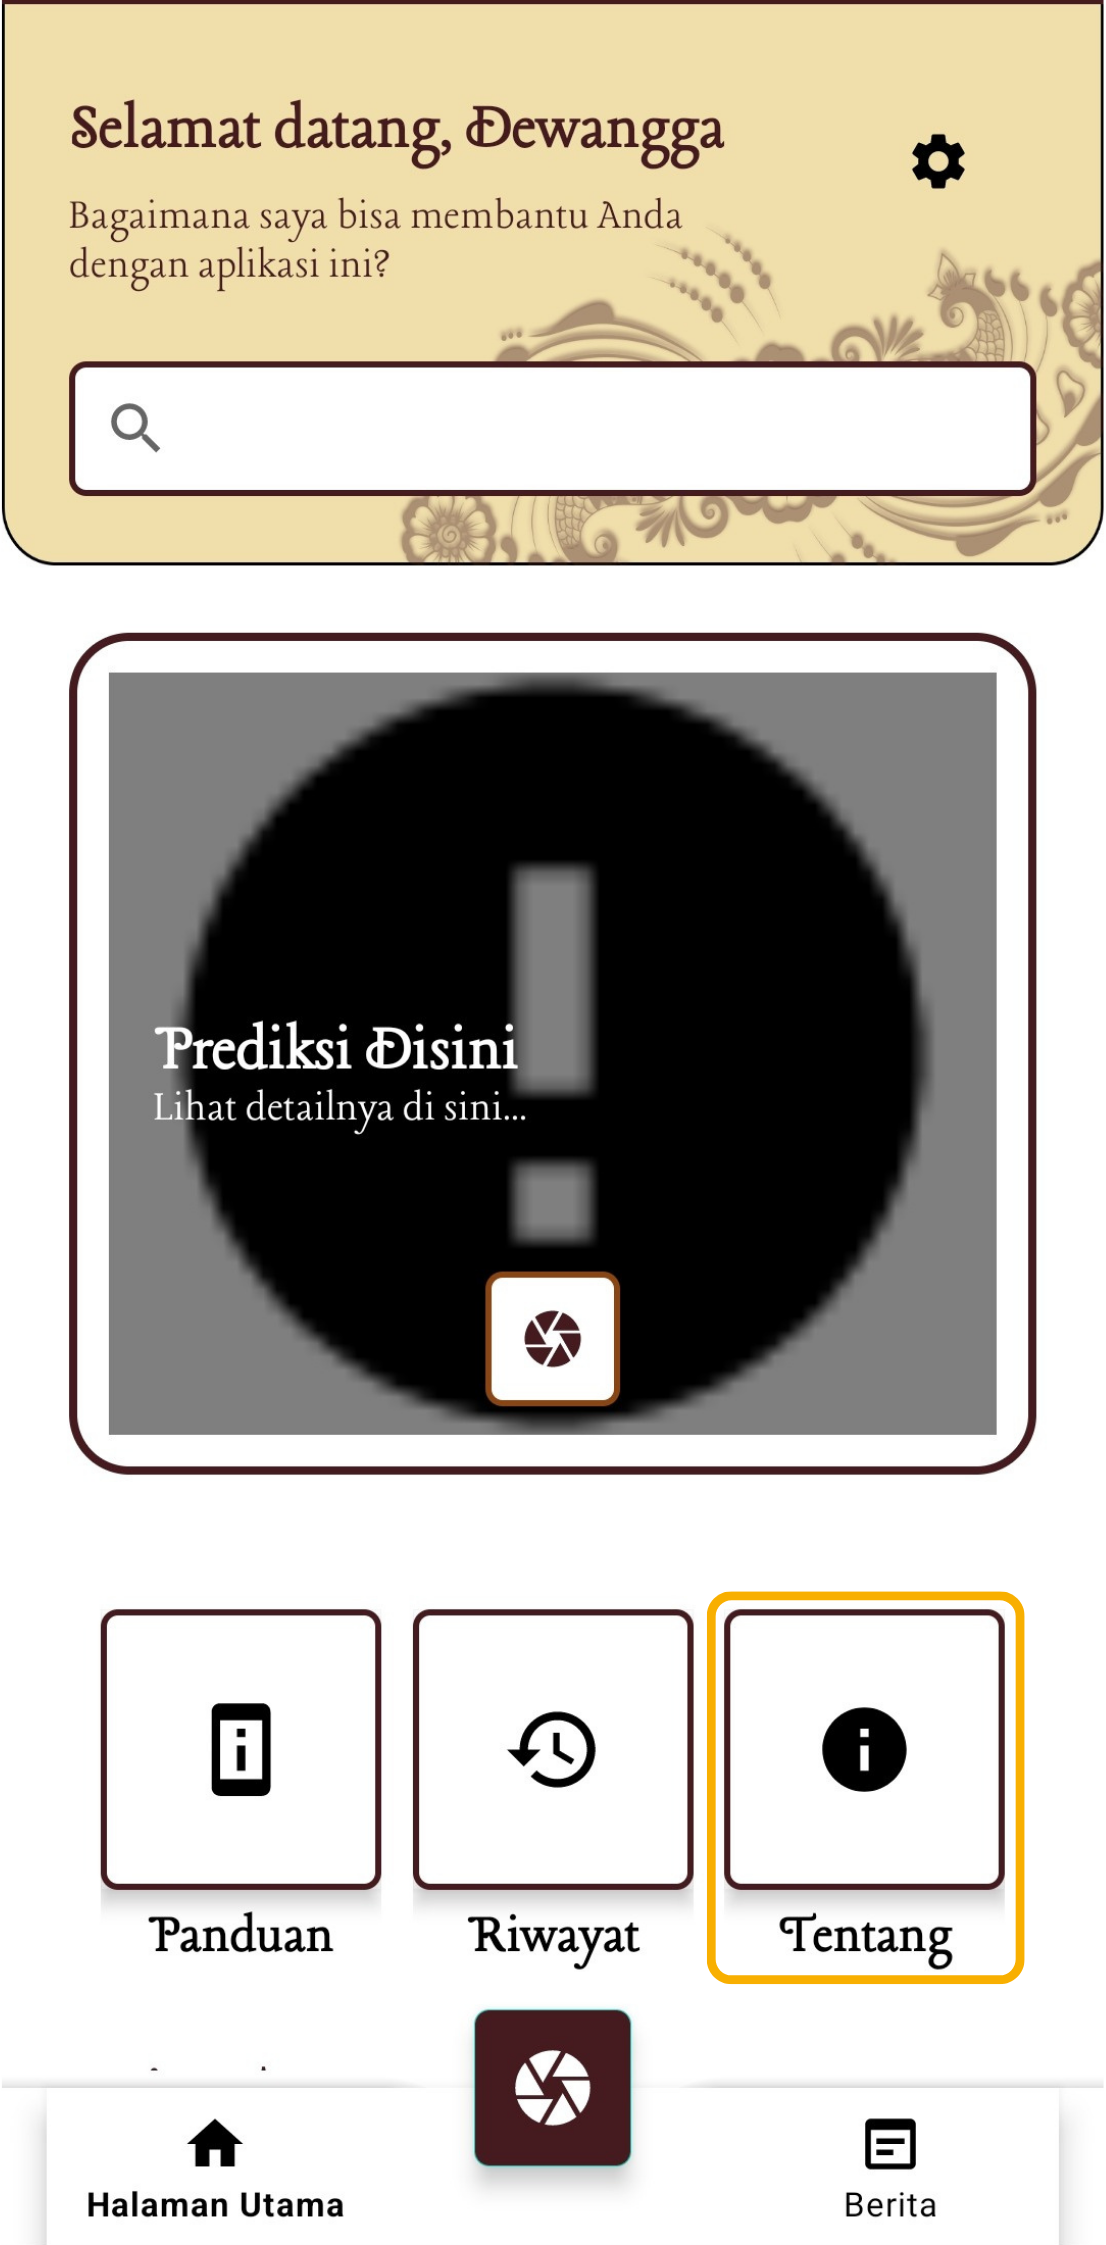 Selamat datang, Dewangga
Bagaimana saya bisa membantu Anda
dengan aplikasi ini?
Prediksi Disini
Lihat detailnya di sini...
Panduan
Riwayat
Tentang
Halaman Utama
Berita